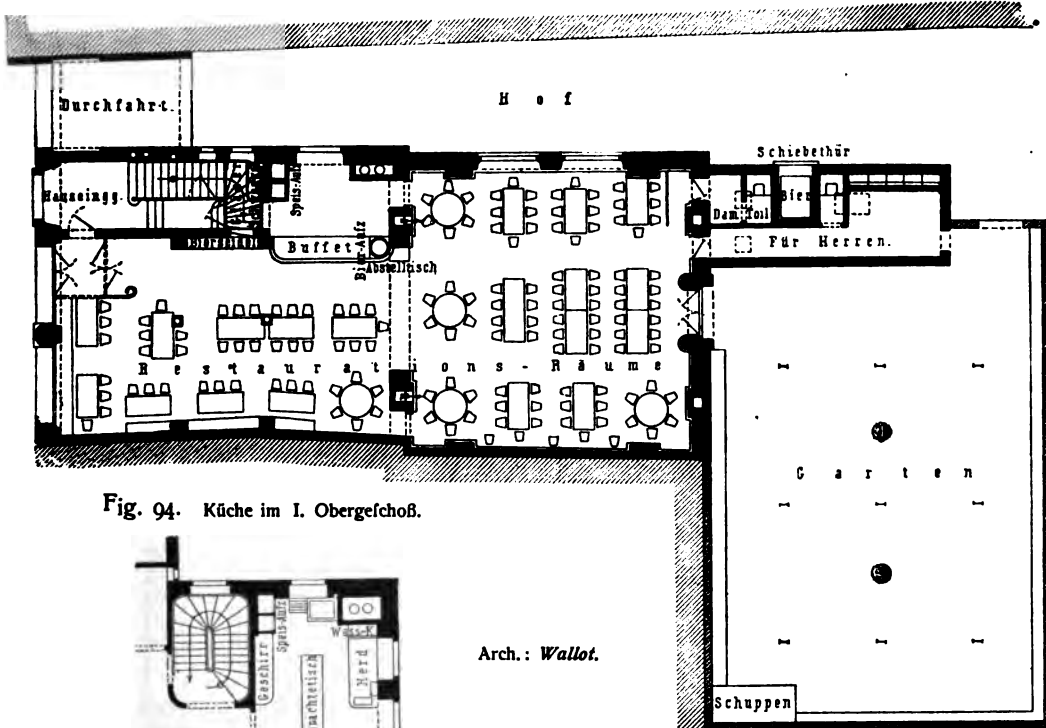 Hof
Durchfahrt.
Schiebethür
Hauseingg.
Speis-Aufz
Bier
Dam. Toil
Buffet
Bier-Aufz
Für Herren.
Abstelltisch
Restaurations-Räume
Garten
Fig. 94. Küche im I. Obergeſchoß.
Speis-Aufz
Arch.: Wallot.
Geschirr
Herd
Schuppen